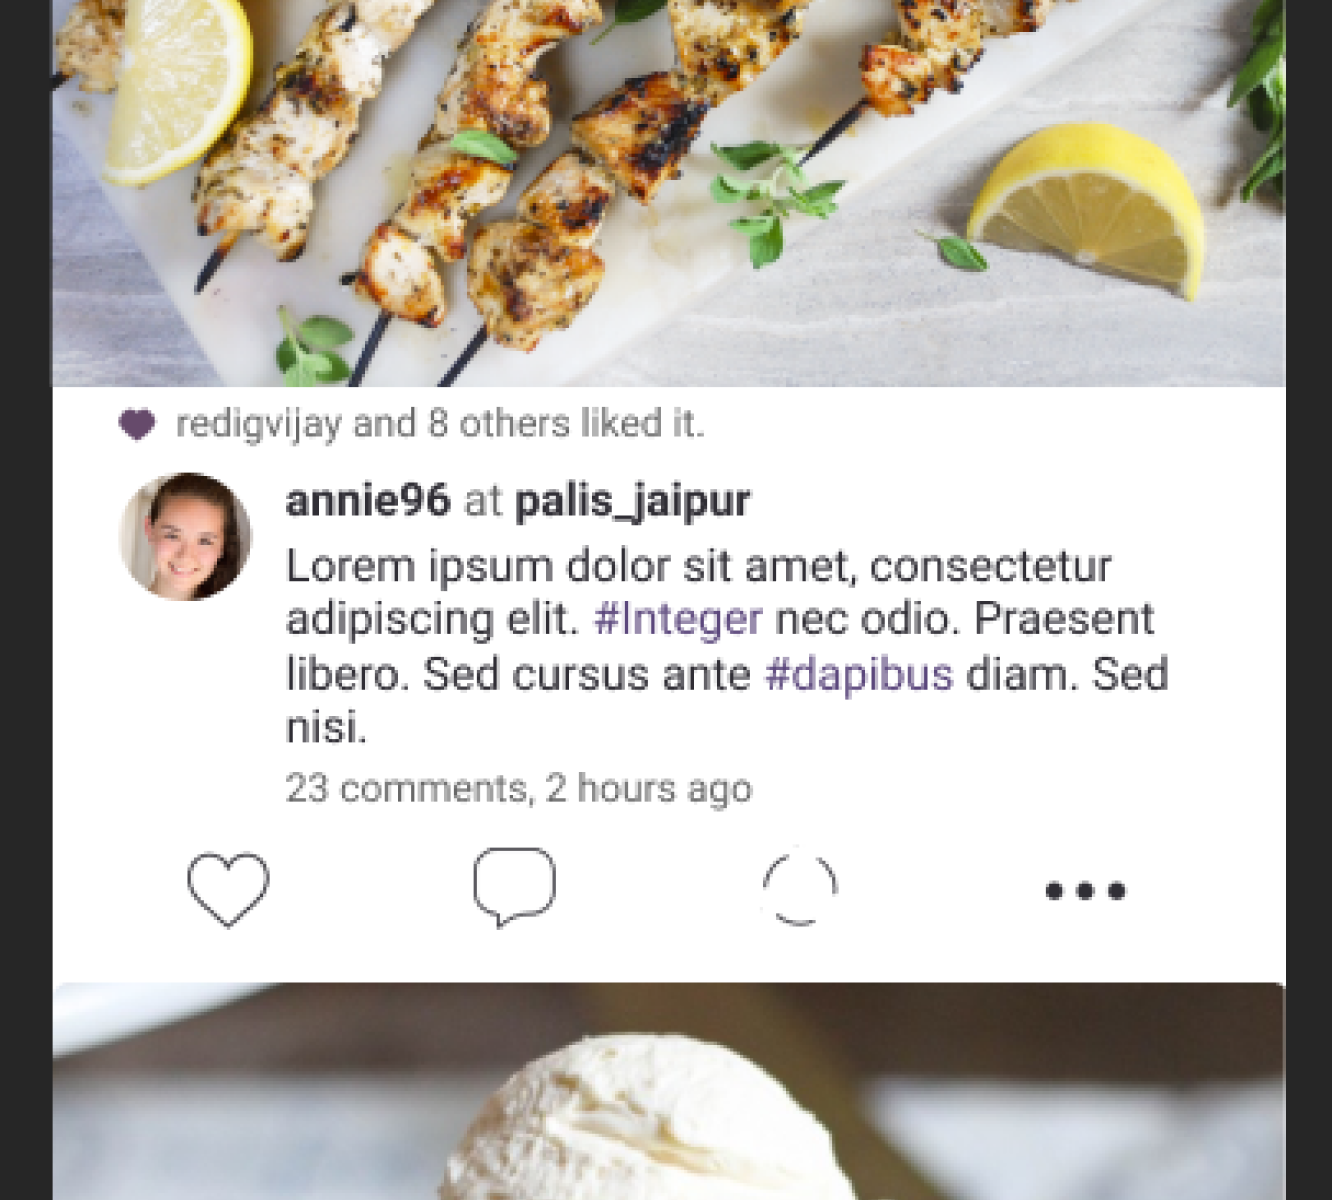 redigvijay and 8 others liked it.
annie96 at palis_jaipur
Lorem ipsum dolor sit amet, consectetur
adipiscing elit. #Integer nec odio. Praesent
libero. Sed cursus ante #dapibus diam. Sed
nisi.
23 comments, 2 hours ago